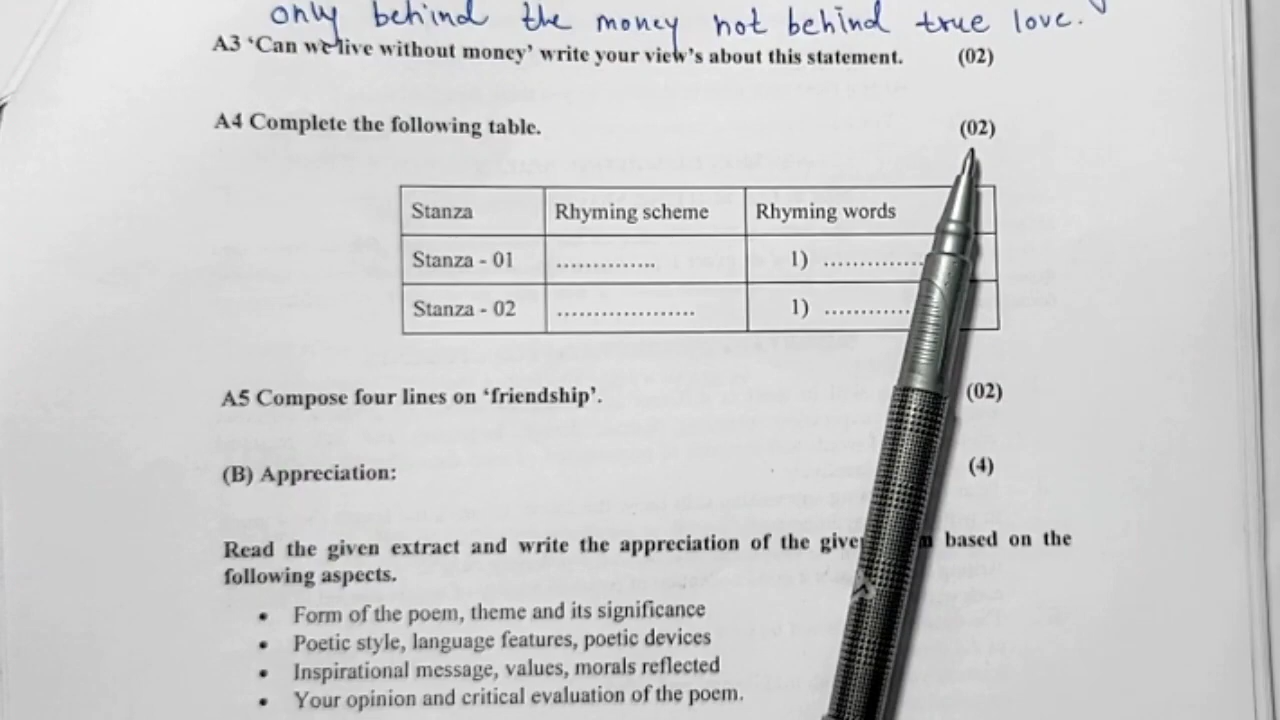 only behind the money not behind true love.
A3 ‘Can we live without money’ write your view’s about this statement. (02)
A4 Complete the following table. (02)
Stanza Rhyming scheme Rhyming words
Stanza - 01 .............. 1) ..............
Stanza - 02 ................... 1) ............
A5 Compose four lines on ‘friendship’. (02)
(B) Appreciation: (4)
Read the given extract and write the appreciation of the based on the
following aspects.
• Form of the poem, theme and its significance
• Poetic style, language features, poetic devices
• Inspirational message, values, morals reflected
• Your opinion and critical evaluation of the poem.